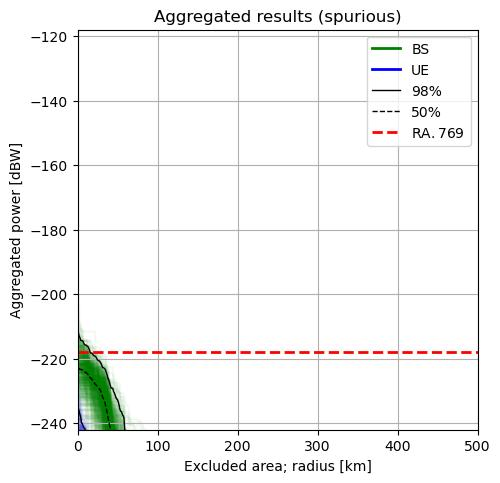 Aggregated results (spurious)
BS
UE
98%
50%
RA. 769
−120
−140
−160
−180
−200
−220
−240
Aggregated power [dBW]
0 100 200 300 400 500
Excluded area; radius [km]